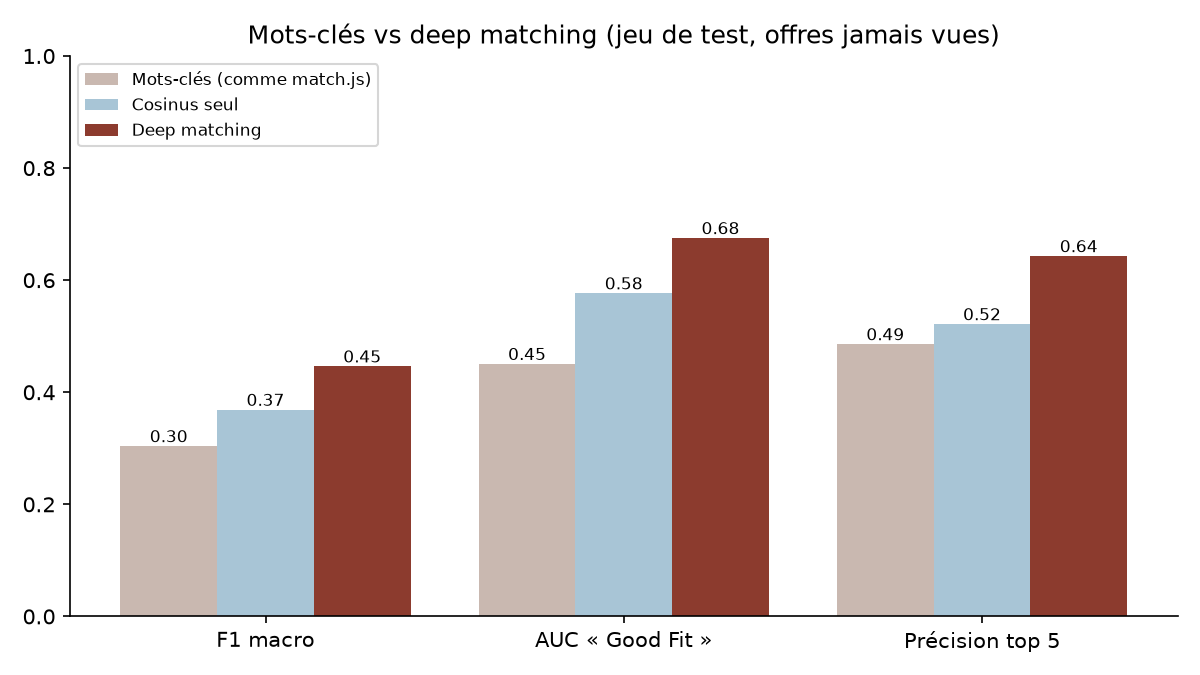 Mots-clés vs deep matching (jeu de test, offres jamais vues)
1.0
0.8
0.6
0.4
0.2
0.0
Mots-clés (comme match.js)
Cosinus seul
Deep matching
0.30
0.37
0.45
0.45
0.58
0.68
0.49
0.52
0.64
F1 macro
AUC « Good Fit »
Précision top 5